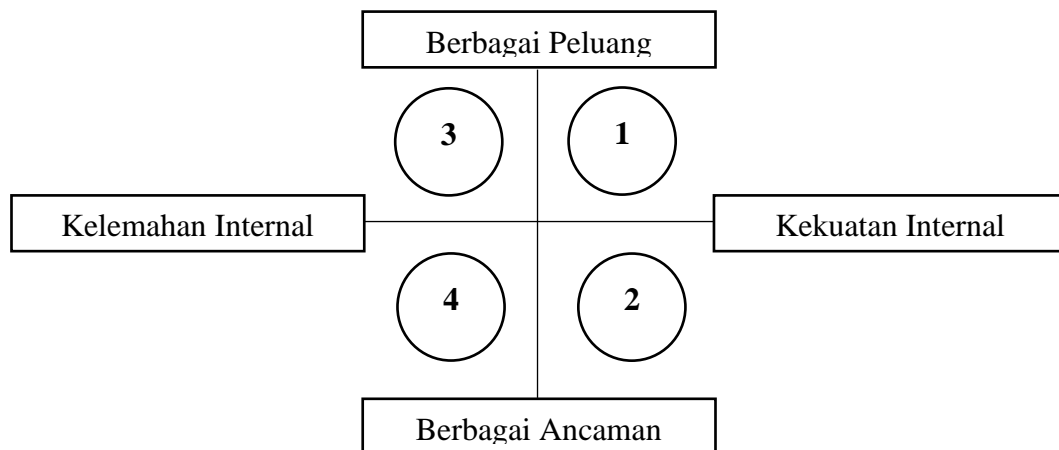 Berbagai Peluang
3
1
Kelemahan Internal
Kekuatan Internal
4
2
Berbagai Ancaman